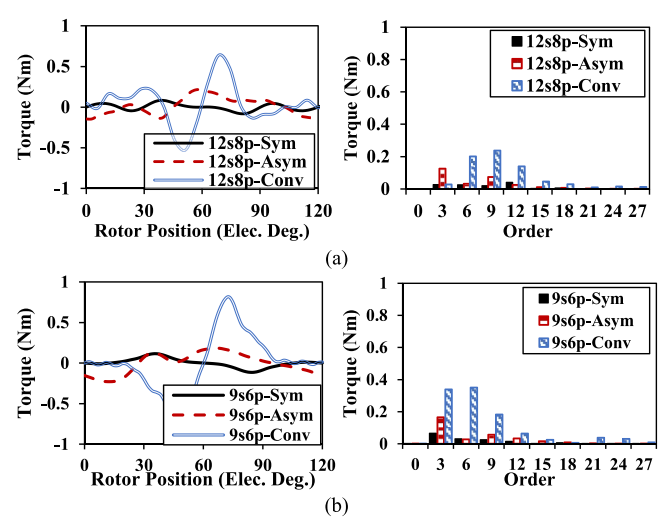 Torque (Nm)
1
0.5
0
-0.5
-1
12s8p-Sym
12s8p-Asym
12s8p-Conv
0 30 60 90 120
Rotor Position (Elec. Deg.)
Torque (Nm)
1
0.8
0.6
0.4
0.2
0
12s8p-Sym
12s8p-Asym
12s8p-Conv
0 3 6 9 12 15 18 21 24 27
Order
(a)
Torque (Nm)
1
0.5
0
-0.5
-1
9s6p-Sym
9s6p-Asym
9s6p-Conv
0 30 60 90 120
Rotor Position (Elec. Deg.)
Torque (Nm)
1
0.8
0.6
0.4
0.2
0
9s6p-Sym
9s6p-Asym
9s6p-Conv
0 3 6 9 12 15 18 21 24 27
Order
(b)